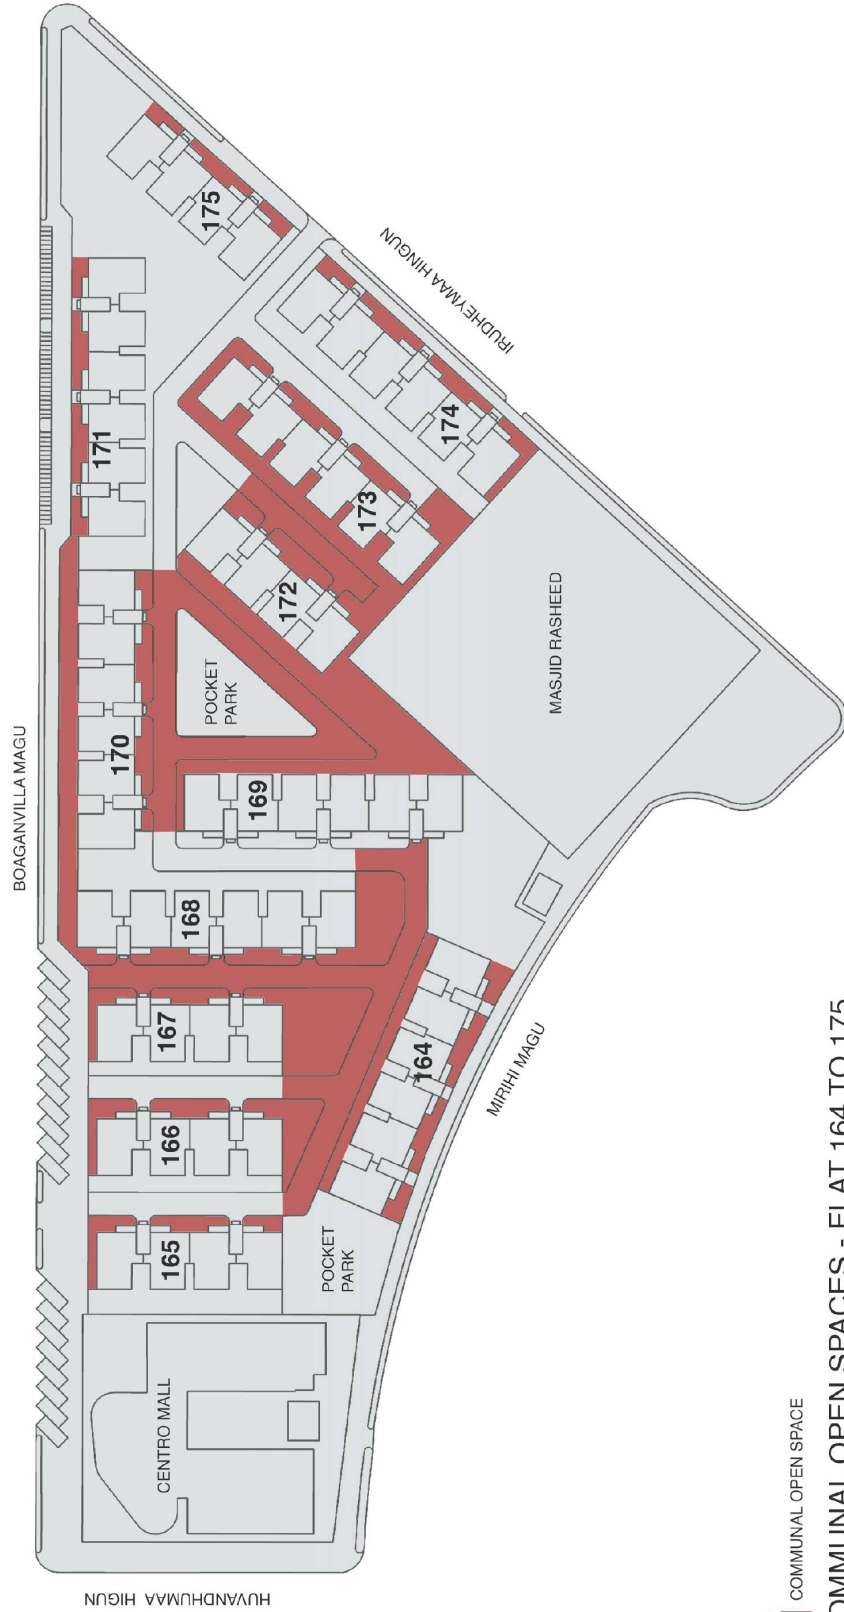 BOAGANVILLA MAGU
HUVANDHUMAA HIGUN
CENTRO MALL
165
166
167
168
170
171
POCKET
PARK
164
169
POCKET
PARK
172
173
174
175
MASJID RASHEED
MIRIHI MAGU
IRUDHEYMAA HINGUN
COMMUNAL OPEN SPACE
OMMUNAL OPEN SPACES - FLAT 164 TO 175